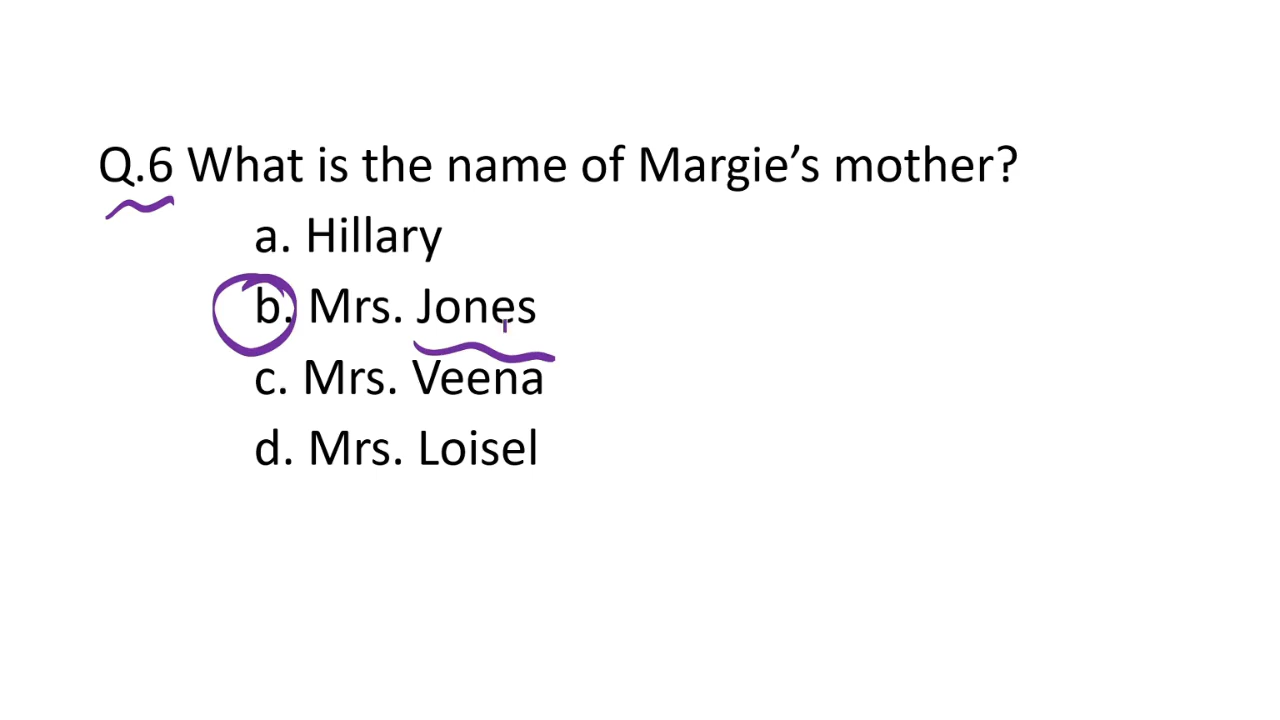 Q.6 What is the name of Margie’s mother?
a. Hillary
b. Mrs. Jones
c. Mrs. Veena
d. Mrs. Loisel